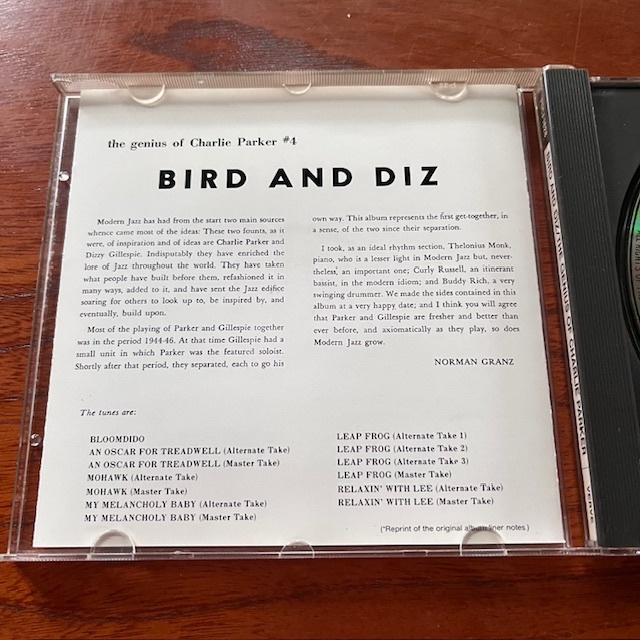 the genius of Charlie Parker #4
BIRD AND DIZ
Modern Jazz has had from the start two main sources
whence came most of the ideas: These two founts, as it
were, of inspiration and of ideas are Charlie Parker and
Dizzy Gillespie. Indisputably they have enriched the
lore of Jazz throughout the world. They have taken
what people have built before them, refashioned it in
many ways, added to it, and have sent the Jazz edifice
soaring for others to look up to, be inspired by, and
eventually, build upon.
Most of the playing of Parker and Gillespie together
was in the period 1944-46. At that time Gillespie had a
small unit in which Parker was the featured soloist.
Shortly after that period, they separated, each to go his
own way. This album represents the first get-together, in
a sense, of the two since their separation.
I took, as an ideal rhythm section, Thelonius Monk,
piano, who is a lesser light in Modern Jazz but, never-
theless, an important one; Curly Russell, an itinerant
bassist, in the modern idiom; and Buddy Rich, a very
swinging drummer. We made the sides contained in this
album at a very happy date; and I think you will agree
that Parker and Gillespie are fresher and better than
ever before, and axiomatically as they play, so does
Modern Jazz grow.
NORMAN GRANZ
The tunes are:
BLOOMDIDO
AN OSCAR FOR TREADWELL (Alternate Take)
AN OSCAR FOR TREADWELL (Master Take)
MOHAWK (Alternate Take)
MOHAWK (Master Take)
MY MELANCHOLY BABY (Alternate Take)
MY MELANCHOLY BABY (Master Take)
LEAP FROG (Alternate Take 1)
LEAP FROG (Alternate Take 2)
LEAP FROG (Alternate Take 3)
LEAP FROG (Master Take)
RELAXIN' WITH LEE (Alternate Take)
RELAXIN' WITH LEE (Master Take)
(*Reprint of the original album liner notes.)
BIRD AND DIZ/THE GENIUS OF CHARLIE PARKER
VERVE